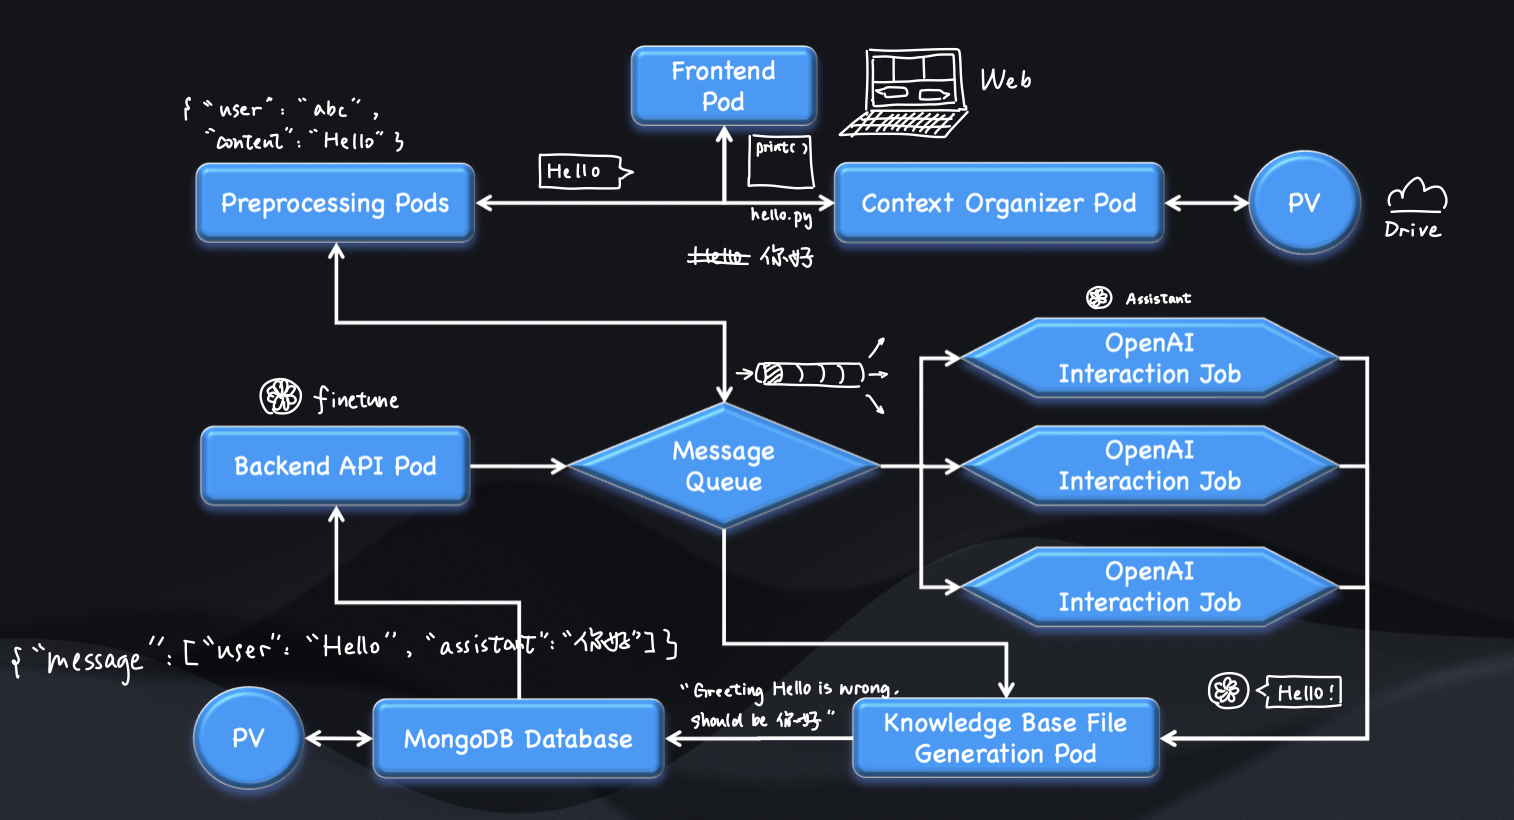 Frontend
Pod
Web
{ "user" : "abc" ,
"content" : "Hello" }
print( )
Hello
Preprocessing Pods
Context Organizer Pod
PV
hello.py
Drive
Hello 你好
Assistant
OpenAI
Interaction Job
finetune
Message
Queue
Backend API Pod
OpenAI
Interaction Job
OpenAI
Interaction Job
{ "message" : [ "user" : "Hello" , "assistant" : "你好" ] }
"Greeting Hello is wrong.
should be 你好"
Hello !
PV
MongoDB Database
Knowledge Base File
Generation Pod